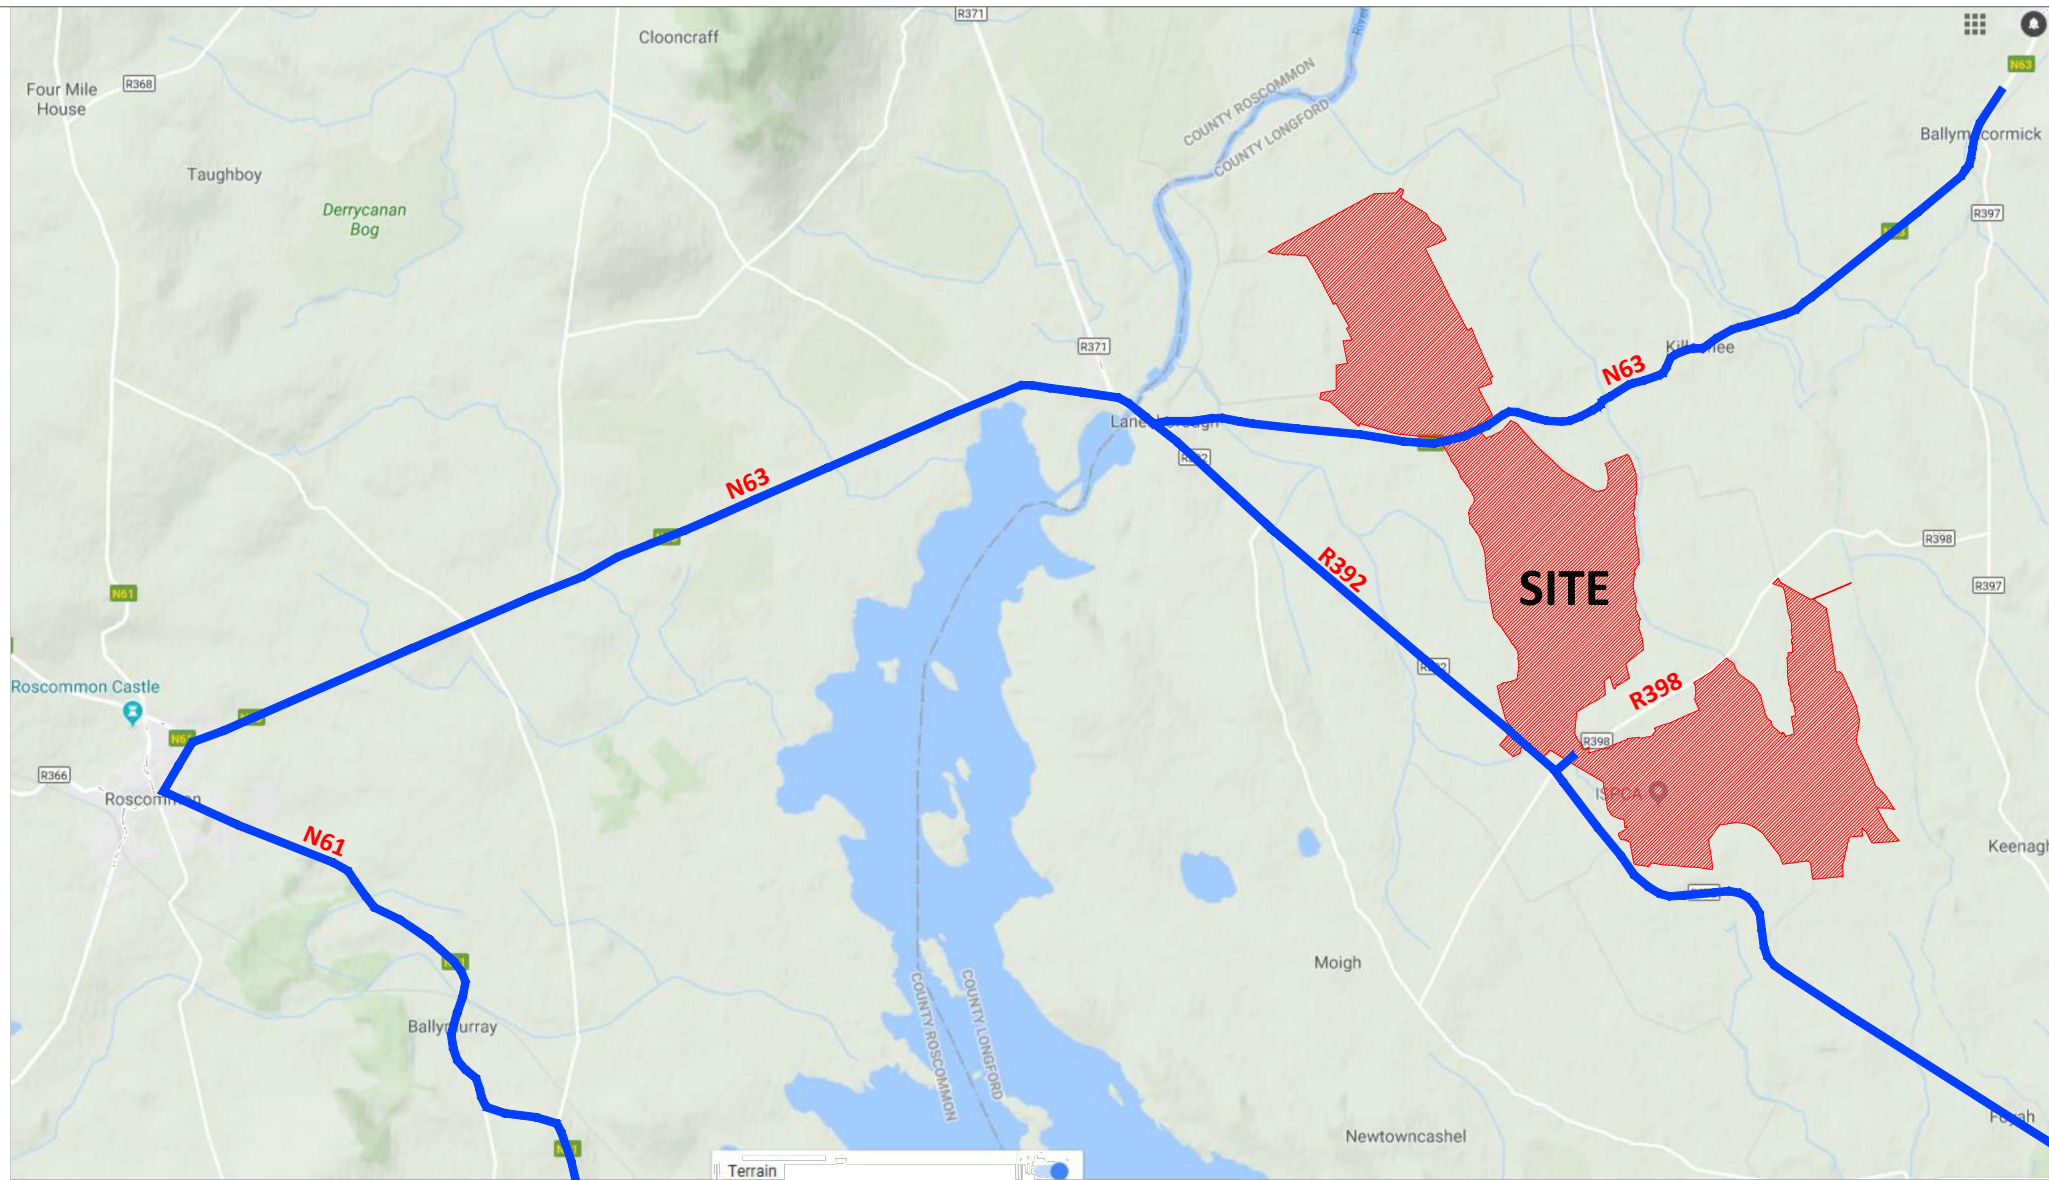 R371
Clooncraff
River
N63
Four Mile
House
R368
COUNTY ROSCOMMON
COUNTY LONGFORD
Taughboy
Derrycanan
Bog
R397
R371
N63
N63
R392
R398
SITE
R397
N61
R398
Roscommon Castle
R398
R366
ISPCA
N61
Keenagh
Moigh
COUNTY ROSCOMMON
COUNTY LONGFORD
Newtowncashel
Terrain